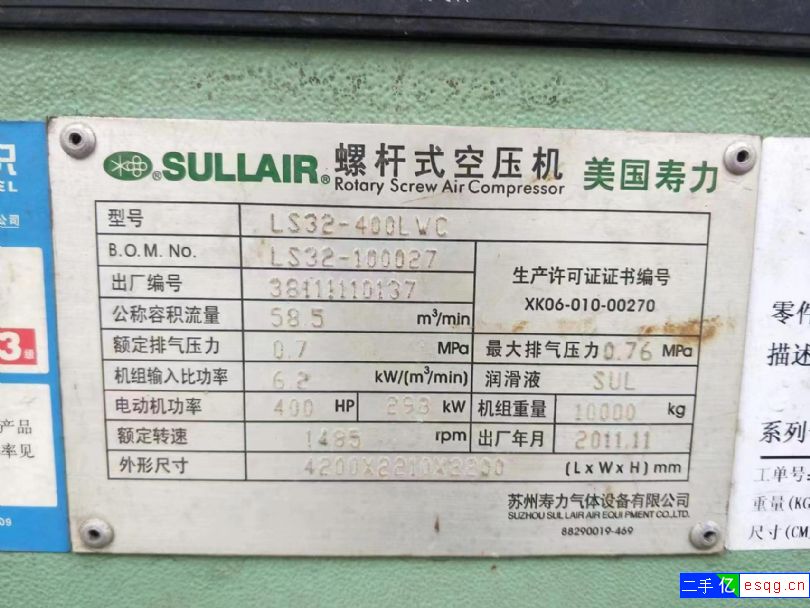 SULLAIR® 螺杆式空压机 美国寿力
Rotary Screw Air Compressor
型号 LS32-400LWC
B.O.M. No. LS32-100027
出厂编号 38111110137
生产许可证证书编号
XK06-010-00270
公称容积流量 58.5 m³/min
额定排气压力 0.7 MPa 最大排气压力 0.76 MPa
机组输入比功率 6.2 kW/(m³/min) 润滑液 SUL
电动机功率 400 HP 298 kW 机组重量 10000 kg
额定转速 1485 rpm 出厂年月 2011.11
外形尺寸 4200X2210X2200 (LxWxH) mm
苏州寿力气体设备有限公司
SUZHOU SULLAIR AIR EQUIPMENT CO.,LTD.
88290019-469
识
EL
公司
3级
产品
率见
09
零件
描述
系列
工单号:
重量(KG
尺寸(CM
二手亿 esqg.cn